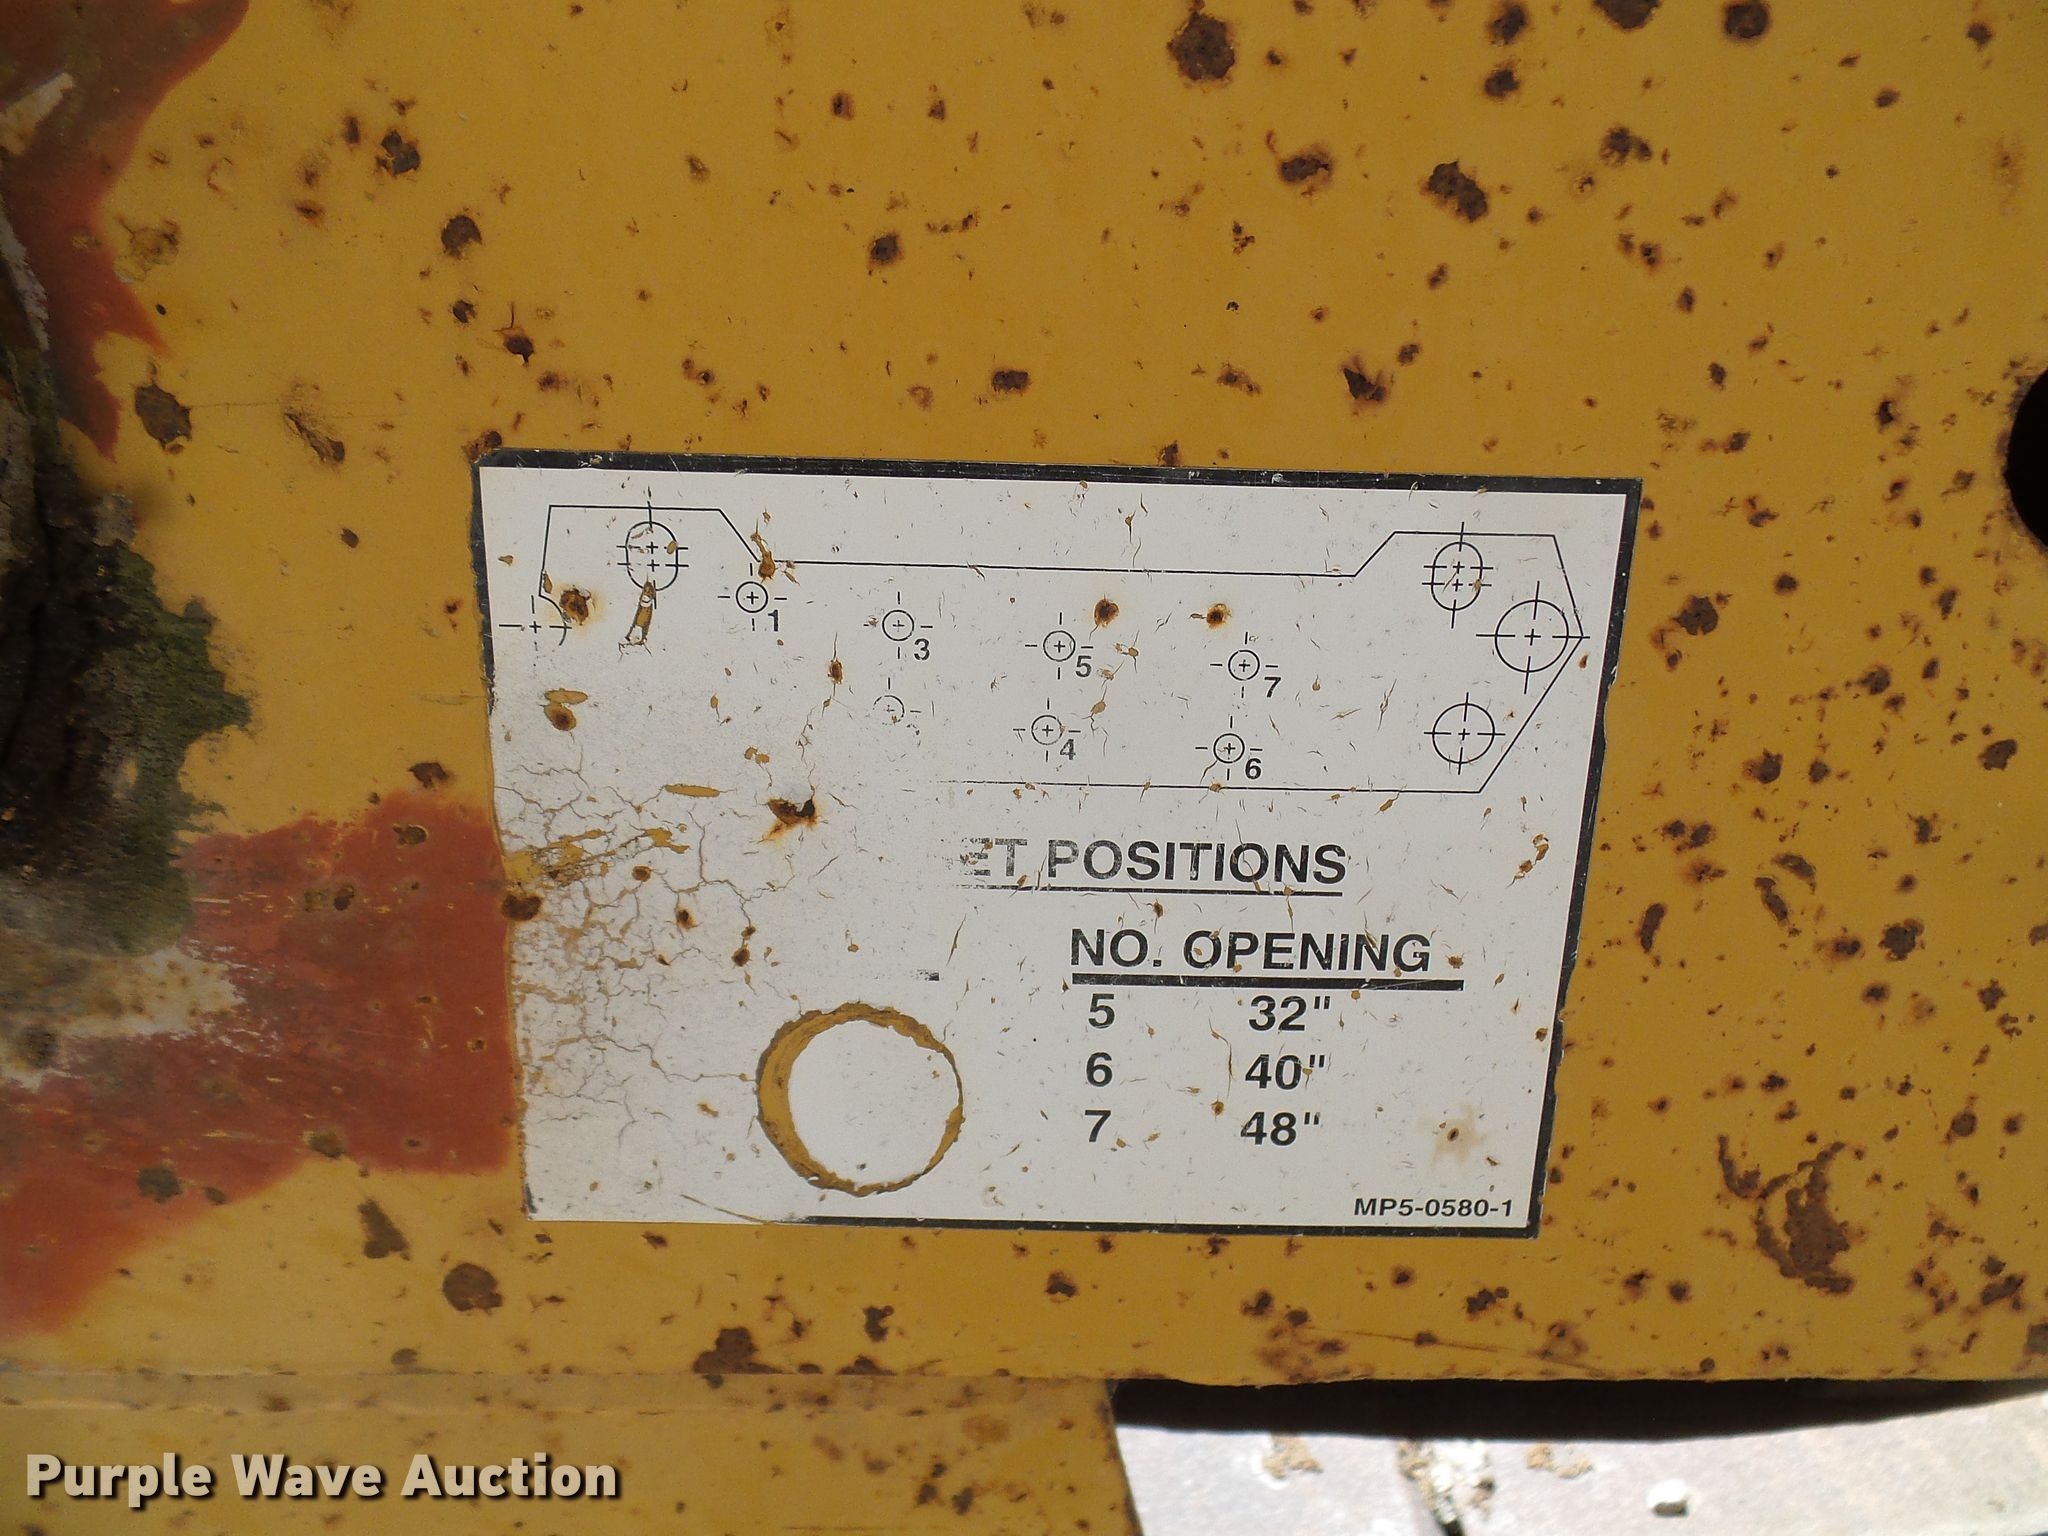 1
3
5
7
4
6
POSITIONS
NO. OPENING
5 32"
6 40"
7 48"
MP5-0580-1
Purple Wave Auction